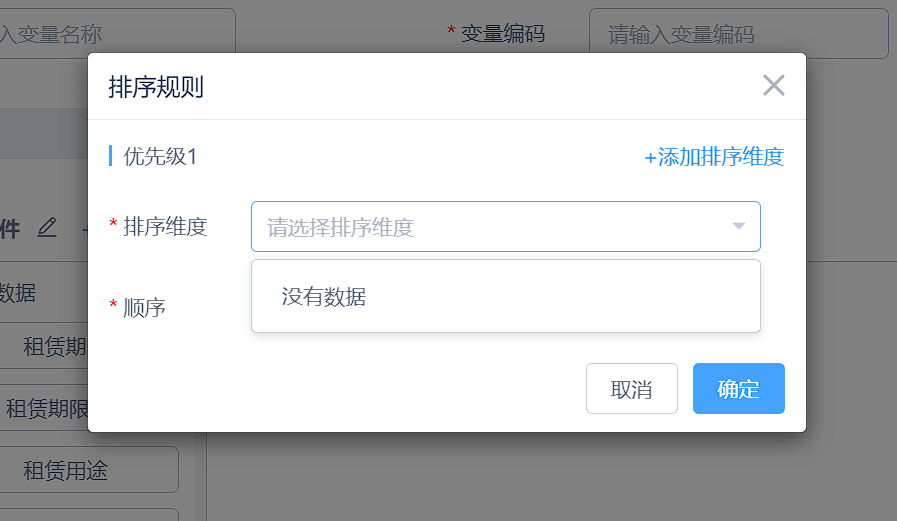 入变量名称
* 变量编码
请输入变量编码
排序规则
优先级1
+添加排序维度
件
* 排序维度
请选择排序维度
数据
没有数据
* 顺序
租赁期
取消
确定
租赁期限
租赁用途